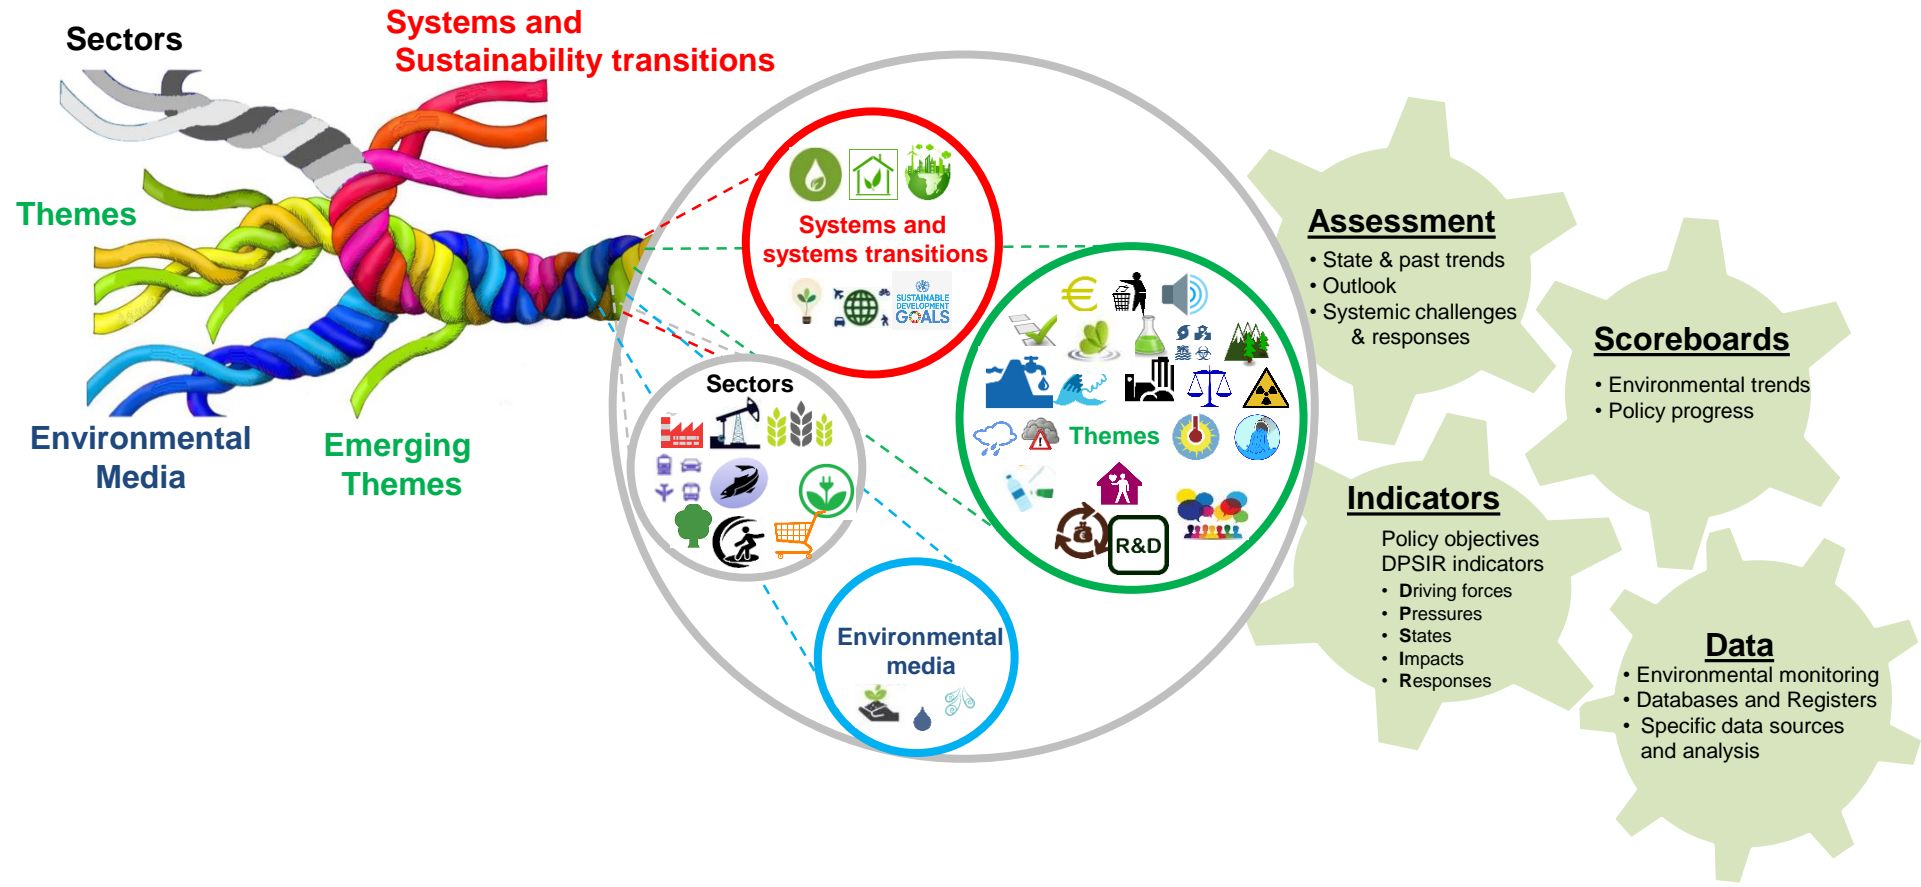 Sectors
Systems and
Sustainability transitions
Themes
Environmental
Media
Emerging
Themes
Systems and
systems transitions
SUSTAINABLE
DEVELOPMENT
GOALS
Sectors
Themes
R&D
Environmental
media
Assessment
• State & past trends
• Outlook
• Systemic challenges
& responses
Scoreboards
• Environmental trends
• Policy progress
Indicators
Policy objectives
DPSIR indicators
• Driving forces
• Pressures
• States
• Impacts
• Responses
Data
• Environmental monitoring
• Databases and Registers
• Specific data sources
and analysis